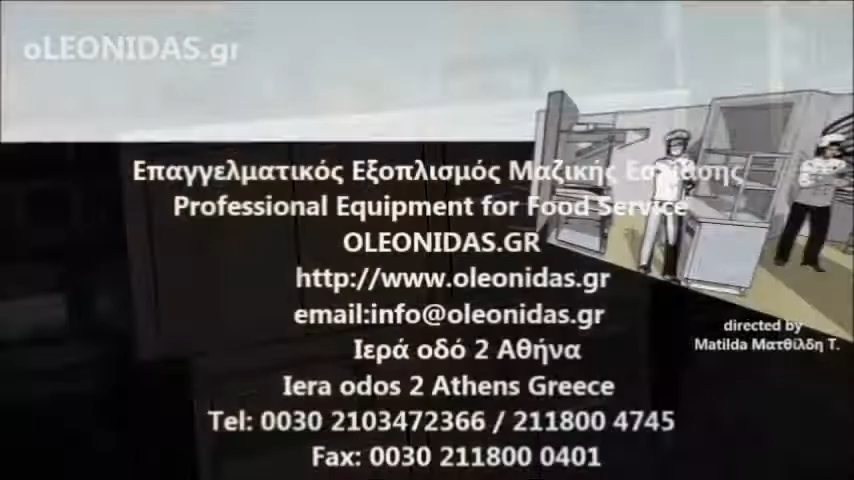 oLEONIDAS.gr
Επαγγελματικός Εξοπλισμός Μαζικής Εστίασης
Professional Equipment for Food Service
OLEONIDAS.GR
http://www.oleonidas.gr
email:info@oleonidas.gr
Ιερά οδό 2 Αθήνα
Iera odos 2 Athens Greece
Tel: 0030 2103472366 / 211800 4745
Fax: 0030 211800 0401
directed by
Matilda Ματθίλδη Τ.